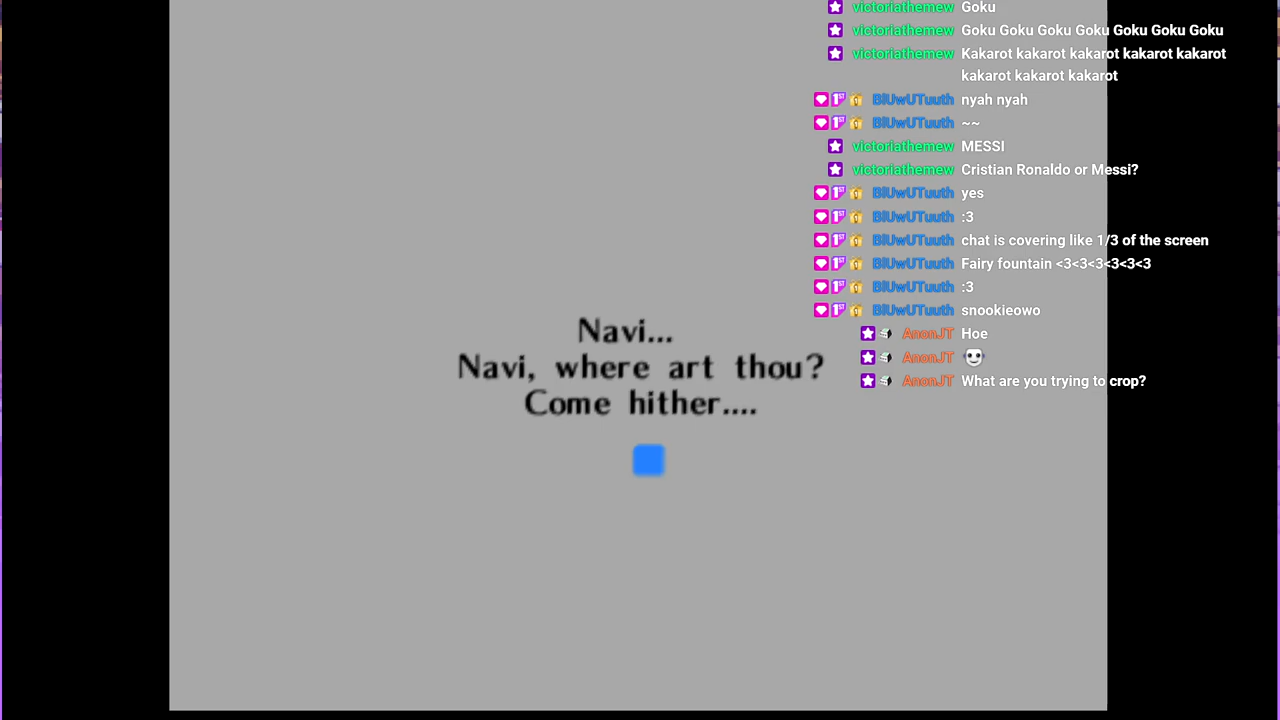 victoriathemew Goku
victoriathemew Goku Goku Goku Goku Goku Goku Goku
victoriathemew Kakarot kakarot kakarot kakarot kakarot
kakarot kakarot kakarot
BlUwUTuuth nyah nyah
BlUwUTuuth ~~
victoriathemew MESSI
victoriathemew Cristian Ronaldo or Messi?
BlUwUTuuth yes
BlUwUTuuth :3
BlUwUTuuth chat is covering like 1/3 of the screen
BlUwUTuuth Fairy fountain <3<3<3<3<3<3
BlUwUTuuth :3
BlUwUTuuth snookieowo
AnonJT Hoe
AnonJT
AnonJT What are you trying to crop?
Navi...
Navi, where art thou?
Come hither....